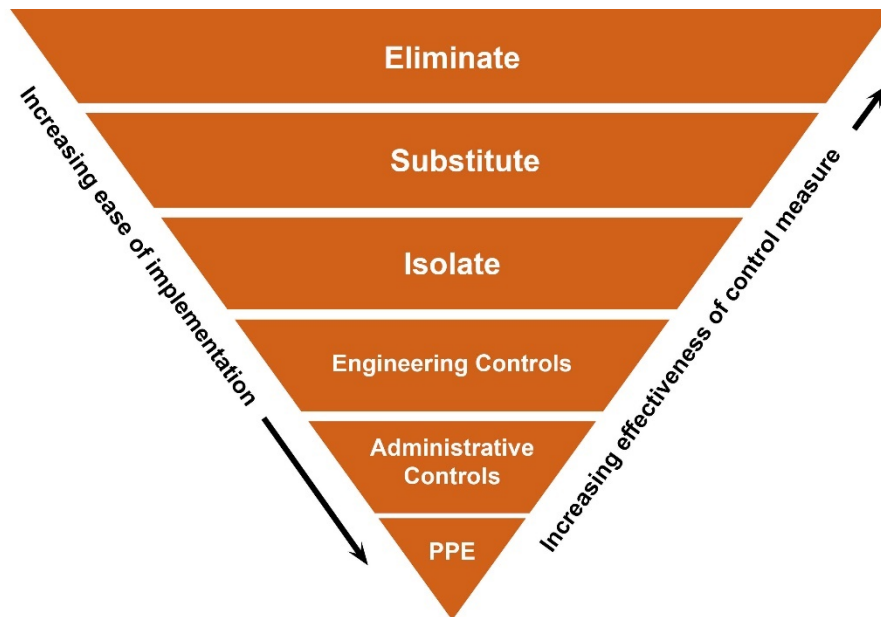 Eliminate
Substitute
Isolate
Engineering Controls
Administrative
Controls
PPE
Increasing ease of implementation
Increasing effectiveness of control measure